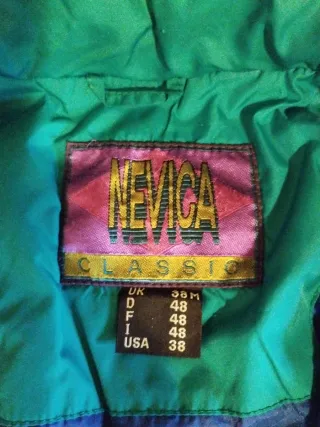 NEVICA
CLASSIC
UK 38M
D 48
F 48
I 48
USA 38